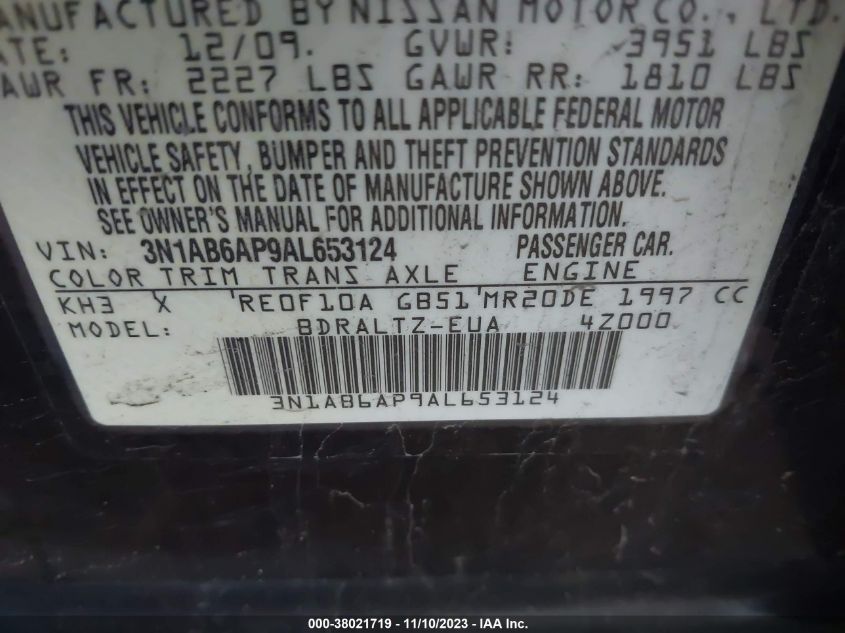 MANUFACTURED BY NISSAN MOTOR CO., LTD.
DATE: 12/09. GVWR: 3951 LBS
GAWR FR: 2227 LBS GAWR RR: 1810 LBS
THIS VEHICLE CONFORMS TO ALL APPLICABLE FEDERAL MOTOR
VEHICLE SAFETY, BUMPER AND THEFT PREVENTION STANDARDS
IN EFFECT ON THE DATE OF MANUFACTURE SHOWN ABOVE.
SEE OWNER'S MANUAL FOR ADDITIONAL INFORMATION
VIN: 3N1AB6AP9AL653124 PASSENGER CAR.
COLOR TRIM TRANS AXLE ENGINE
KH3 X 'RE0F10A GB51'MR20DE 1997 CC
MODEL: BDRALTZ-EUA 4Z000
3N1AB6AP9AL653124
000-38021719 — 11/10/2023 — IAA Inc.